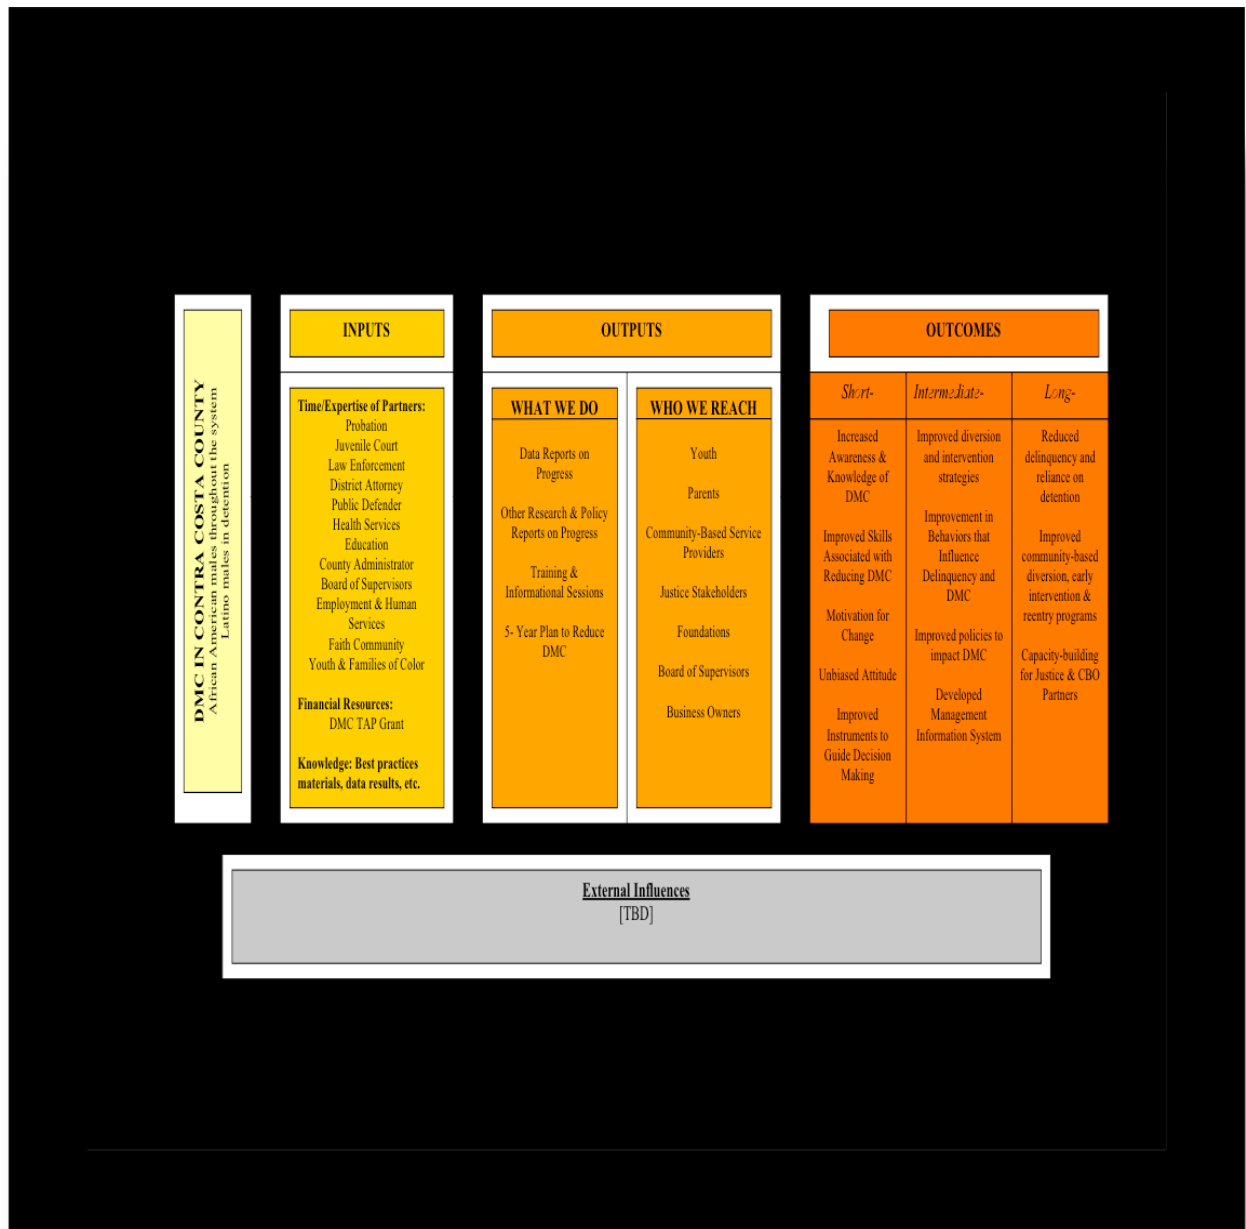 DMC IN CONTRA COSTA COUNTY
African American males throughout the system
Latino males in detention
INPUTS
Time/Expertise of Partners:
Probation
Juvenile Court
Law Enforcement
District Attorney
Public Defender
Health Services
Education
County Administrator
Board of Supervisors
Employment & Human
Services
Faith Community
Youth & Families of Color
Financial Resources:
DMC TAP Grant
Knowledge: Best practices
materials, data results, etc.
OUTPUTS
WHAT WE DO
Data Reports on
Progress
Other Research & Policy
Reports on Progress
Training &
Informational Sessions
5- Year Plan to Reduce
DMC
WHO WE REACH
Youth
Parents
Community-Based Service
Providers
Justice Stakeholders
Foundations
Board of Supervisors
Business Owners
OUTCOMES
Short-
Increased
Awareness &
Knowledge of
DMC
Improved Skills
Associated with
Reducing DMC
Motivation for
Change
Unbiased Attitude
Improved
Instruments to
Guide Decision
Making
Intermediate-
Improved diversion
and intervention
strategies
Improvement in
Behaviors that
Influence
Delinquency and
DMC
Improved policies to
impact DMC
Developed
Management
Information System
Long-
Reduced
delinquency and
reliance on
detention
Improved
community-based
diversion, early
intervention &
reentry programs
Capacity-building
for Justice & CBO
Partners
External Influences
[TBD]